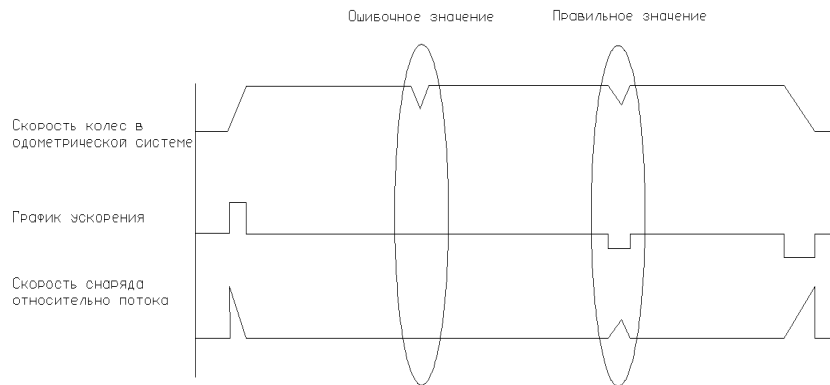 Ошибочное значение
Правильное значение
Скорость колес в
одометрической системе
График ускорения
Скорость снаряда
относительно потока